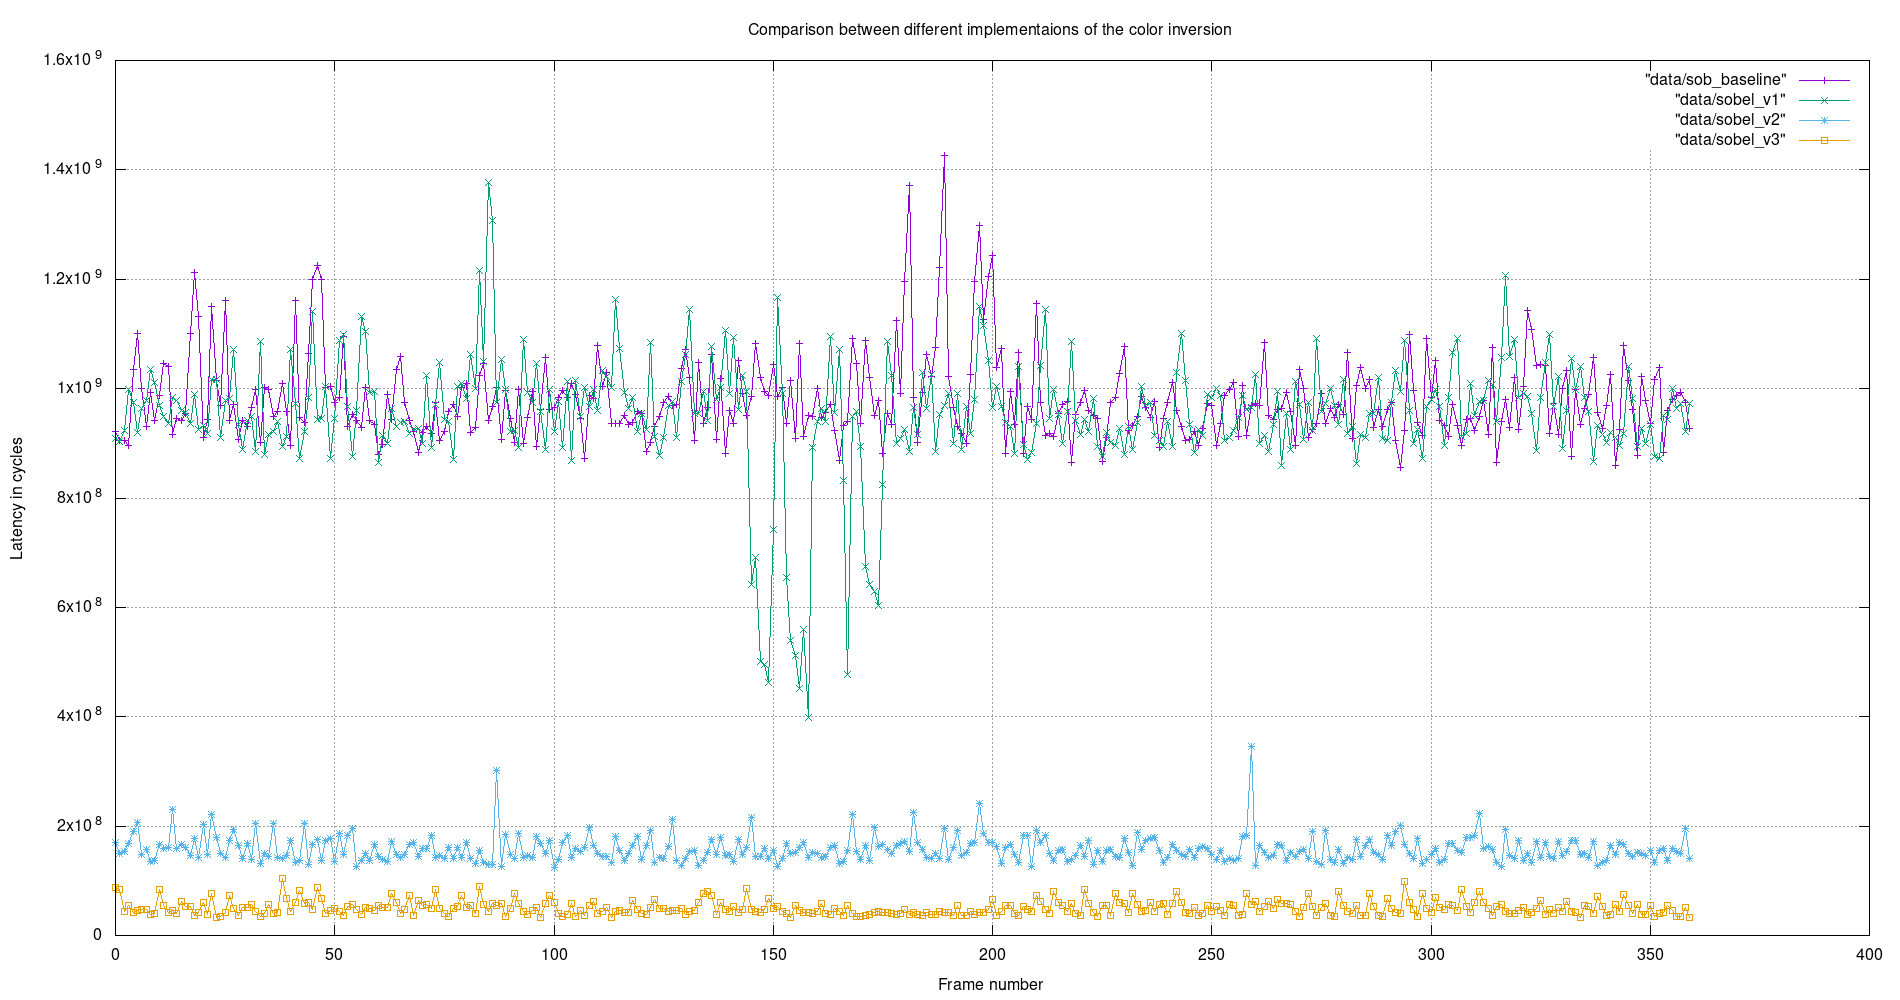 Comparison between different implementaions of the color inversion
"data/sob_baseline"
"data/sobel_v1"
"data/sobel_v2"
"data/sobel_v3"
1.6x10^9
1.4x10^9
1.2x10^9
1x10^9
8x10^8
6x10^8
4x10^8
2x10^8
0
Latency in cycles
0 50 100 150 200 250 300 350 400
Frame number